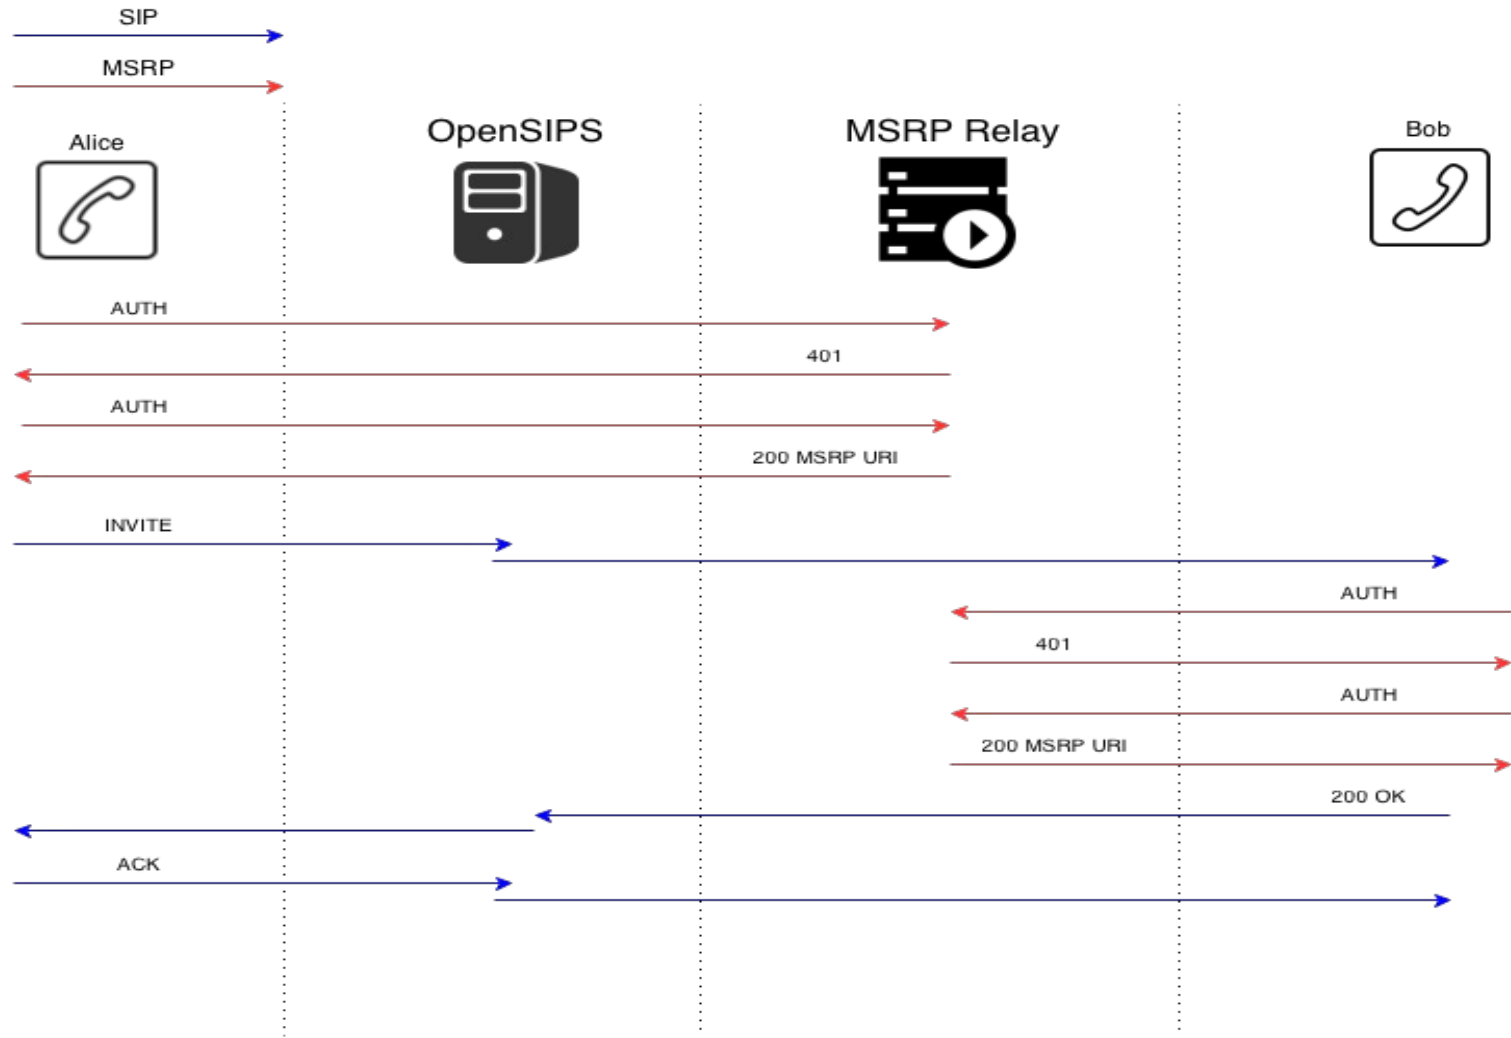 SIP
MSRP
Alice
OpenSIPS
MSRP Relay
Bob
AUTH
401
AUTH
200 MSRP URI
INVITE
AUTH
401
AUTH
200 MSRP URI
200 OK
ACK